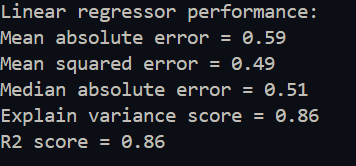 Linear regressor performance:
Mean absolute error = 0.59
Mean squared error = 0.49
Median absolute error = 0.51
Explain variance score = 0.86
R2 score = 0.86